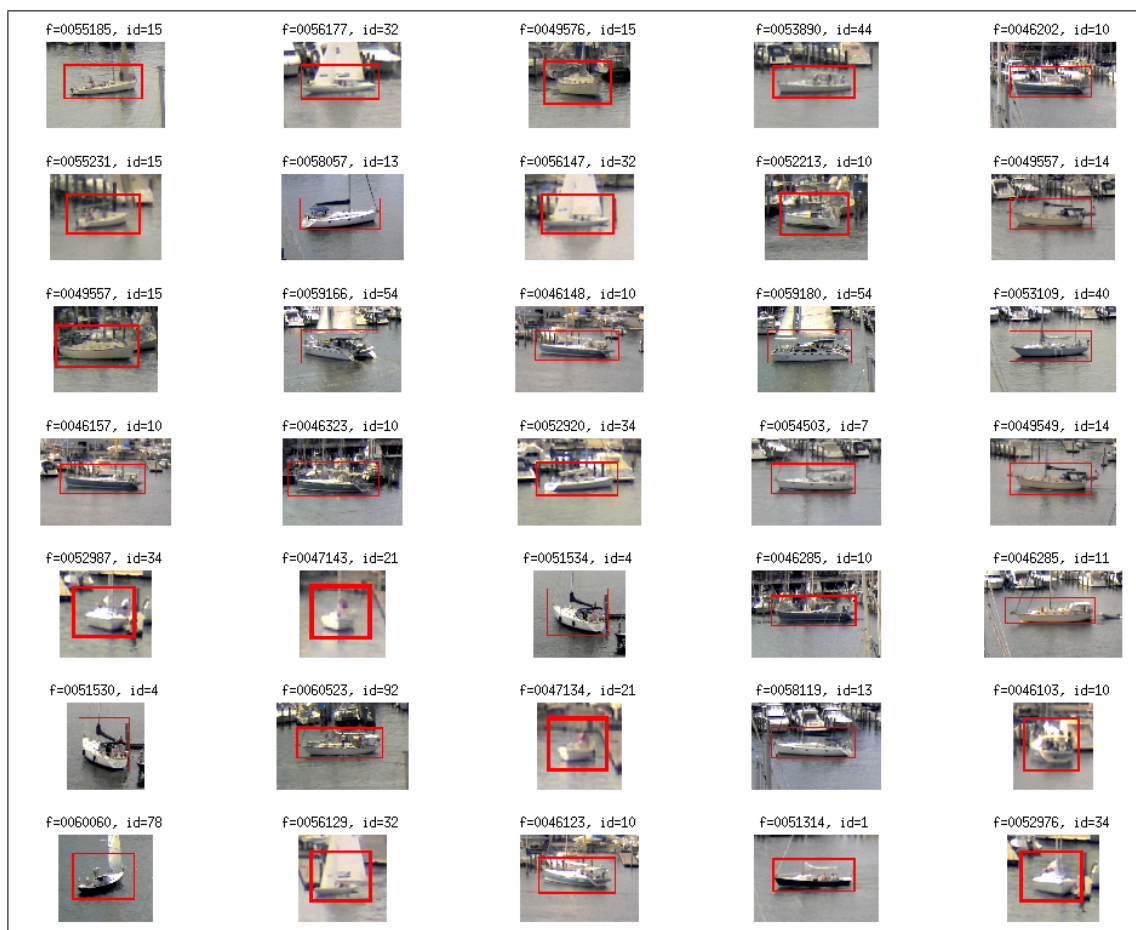 f=0055185, id=15 f=0056177, id=32 f=0049576, id=15 f=0053890, id=44 f=0046202, id=10
f=0055231, id=15 f=0058057, id=13 f=0056147, id=32 f=0052213, id=10 f=0049557, id=14
f=0049557, id=15 f=0059166, id=54 f=0046148, id=10 f=0059180, id=54 f=0053109, id=40
f=0046157, id=10 f=0046323, id=10 f=0052920, id=34 f=0054503, id=7 f=0049549, id=14
f=0052987, id=34 f=0047143, id=21 f=0051534, id=4 f=0046285, id=10 f=0046285, id=11
f=0051530, id=4 f=0060523, id=92 f=0047134, id=21 f=0058119, id=13 f=0046103, id=10
f=0060060, id=78 f=0056129, id=32 f=0046123, id=10 f=0051314, id=1 f=0052976, id=34